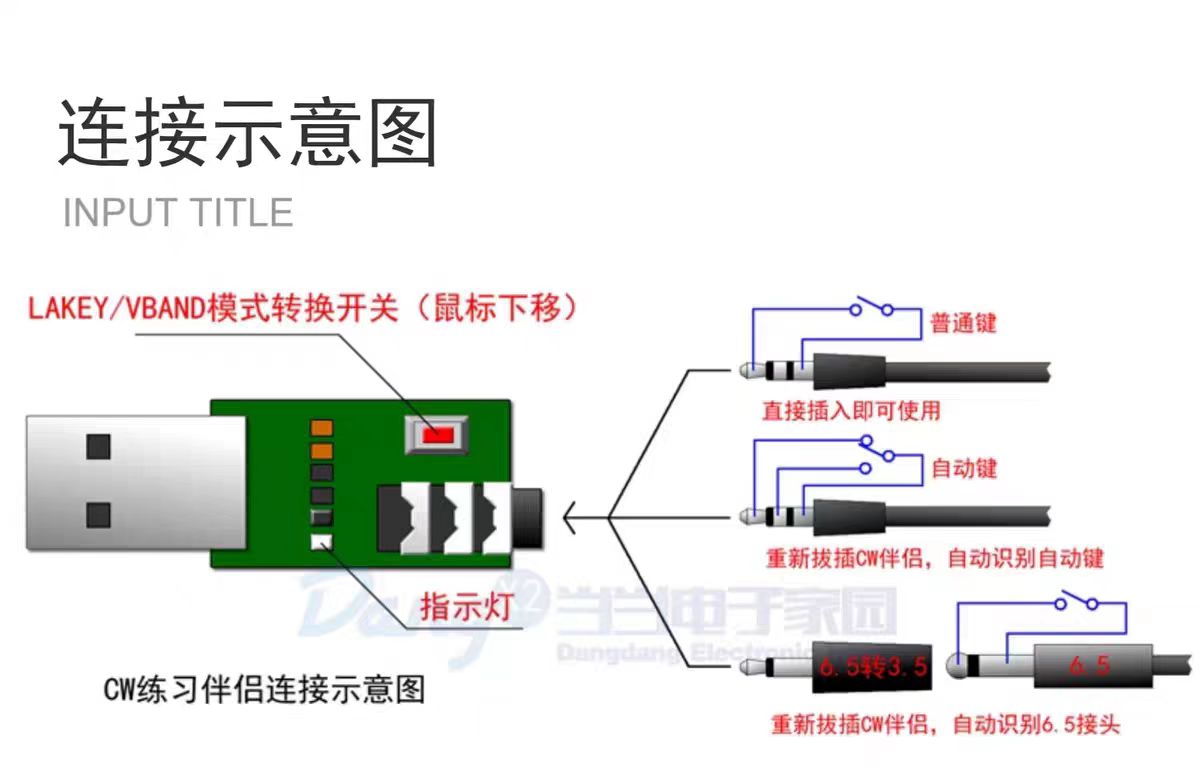 连接示意图
INPUT TITLE
LAKEY/VBAND模式转换开关（鼠标下移）
普通键
直接插入即可使用
自动键
重新拔插CW伴侣，自动识别自动键
指示灯
当当电子家园
Dangdang Electronic
6.5转3.5
6.5
CW练习伴侣连接示意图
重新拔插CW伴侣，自动识别6.5接头